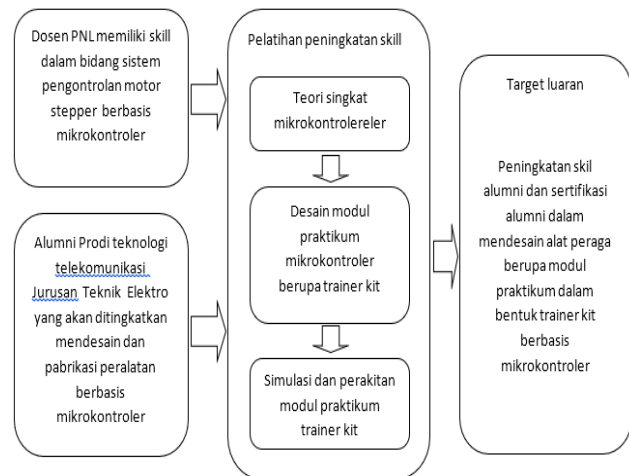 Dosen PNL memiliki skill
dalam bidang sistem
pengontrolan motor
stepper berbasis
mikrokontroler
Alumni Prodi teknologi
telekomunikasi
Jurusan Teknik Elektro
yang akan ditingkatkan
mendesain dan
pabrikasi peralatan
berbasis
mikrokontroler
Pelatihan peningkatan skill
Teori singkat
mikrokontrolereler
Desain modul
praktikum
mikrokontroler
berupa trainer kit
Simulasi dan perakitan
modul praktikum
trainer kit
Target luaran
Peningkatan skil
alumni dan sertifikasi
alumni dalam
mendesain alat peraga
berupa modul
praktikum dalam
bentuk trainer kit
berbasis
mikrokontroler